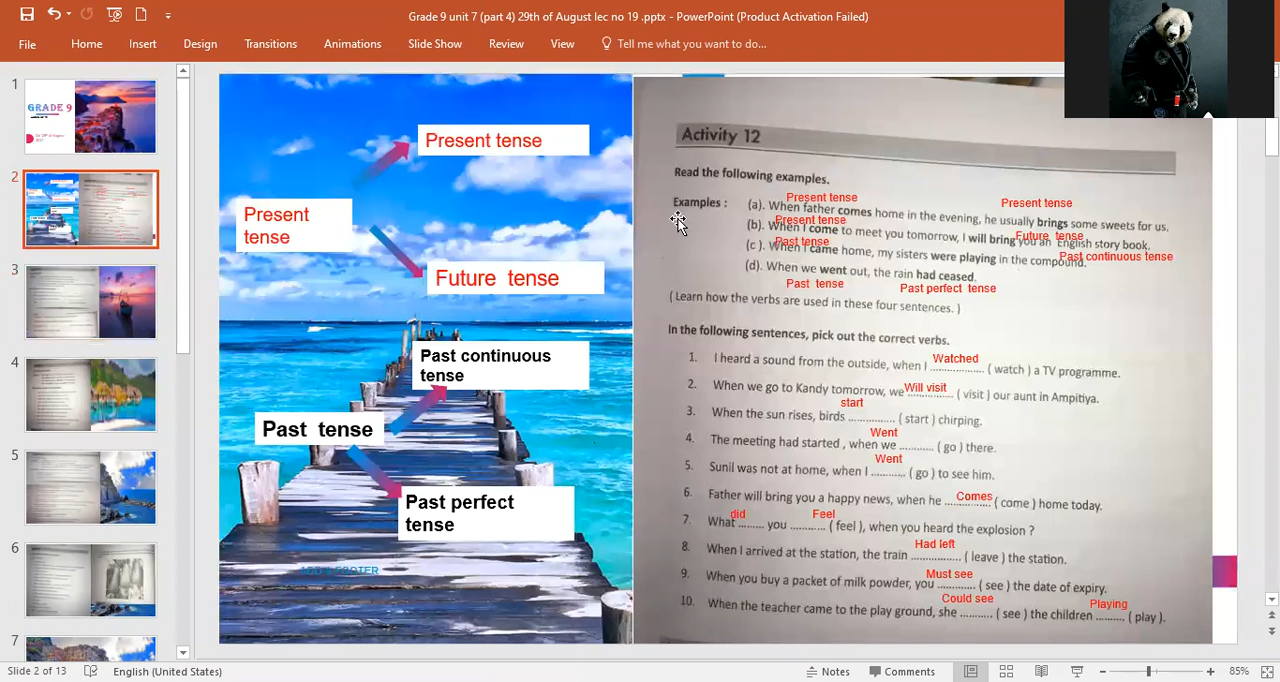 Grade 9 unit 7 (part 4) 29th of August lec no 19 .pptx - PowerPoint (Product Activation Failed)
File Home Insert Design Transitions Animations Slide Show Review View Tell me what you want to do...
1
GRADE 9
2
3
4
5
6
7
Present tense
Present
tense
Future tense
Past continuous
tense
Past tense
Past perfect
tense
Activity 12
Read the following examples.
Present tense
Present tense
Examples : (a). When father comes home in the evening, he usually brings some sweets for us.
Present tense
Future tense
(b). When I come to meet you tomorrow, I will bring you an English story book.
Past tense
Past continuous tense
(c ). When I came home, my sisters were playing in the compound.
(d). When we went out, the rain had ceased.
Past tense
Past perfect tense
( Learn how the verbs are used in these four sentences. )
In the following sentences, pick out the correct verbs.
1. I heard a sound from the outside, when I Watched ................ ( watch ) a TV programme.
2. When we go to Kandy tomorrow, we Will visit ............. ( visit ) our aunt in Ampitiya.
3. When the sun rises, birds start ............. ( start ) chirping.
4. The meeting had started , when we Went .......... ( go ) there.
5. Sunil was not at home, when I Went .......... ( go ) to see him.
6. Father will bring you a happy news, when he Comes ............. ( come ) home today.
7. What did ........ you Feel ........... ( feel ), when you heard the explosion ?
8. When I arrived at the station, the train Had left ............... ( leave ) the station.
9. When you buy a packet of milk powder, you Must see ............ ( see ) the date of expiry.
10. When the teacher came to the play ground, she Could see .......... ( see ) the children Playing ......... ( play ).
Slide 2 of 13 English (United States) Notes Comments 85%